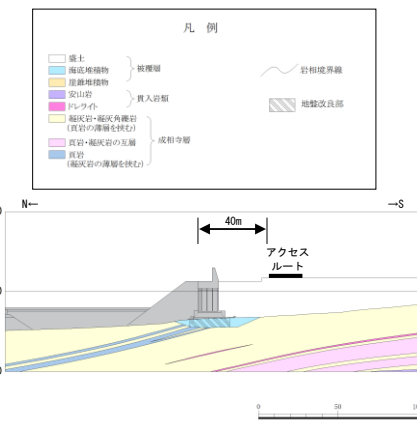 凡 例
盛土
海底堆積物
崖錐堆積物
被覆層
安山岩
ドレライト
貫入岩類
凝灰岩・凝灰角礫岩
(頁岩の薄層を挟む)
頁岩・凝灰岩の互層
頁岩
(凝灰岩の薄層を挟む)
成相寺層
岩相境界線
地盤改良部
N←
→S
40m
アクセス
ルート
0
50